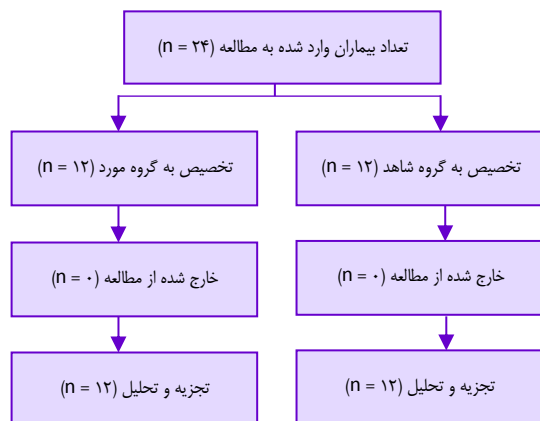 تعداد بیماران وارد شده به مطالعه (n = ۲۴)
تخصیص به گروه شاهد (n = ۱۲)
تخصیص به گروه مورد (n = ۱۲)
خارج شده از مطالعه (n = ۰)
خارج شده از مطالعه (n = ۰)
تجزیه و تحلیل (n = ۱۲)
تجزیه و تحلیل (n = ۱۲)